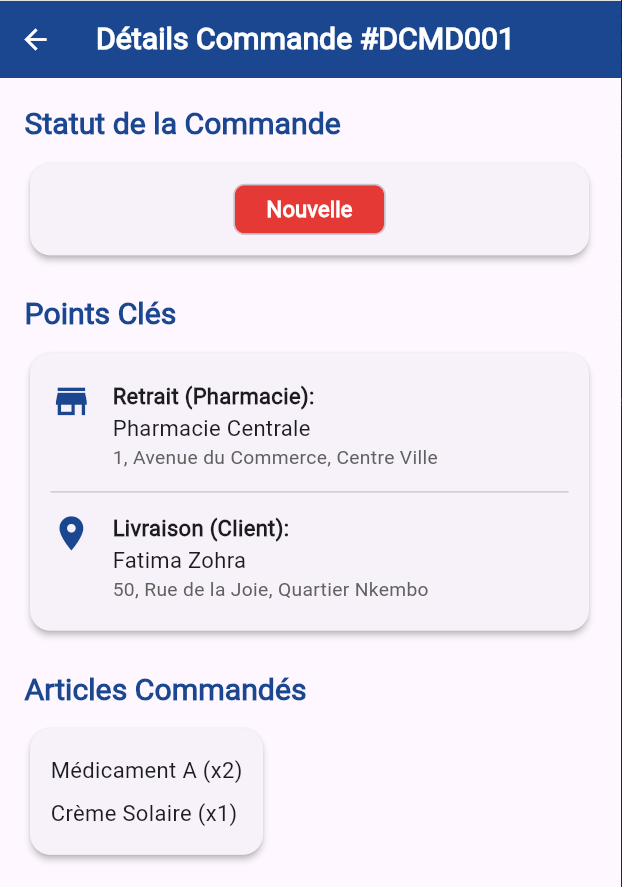 Détails Commande #DCMD001
Statut de la Commande
Nouvelle
Points Clés
Retrait (Pharmacie):
Pharmacie Centrale
1, Avenue du Commerce, Centre Ville
Livraison (Client):
Fatima Zohra
50, Rue de la Joie, Quartier Nkembo
Articles Commandés
Médicament A (x2)
Crème Solaire (x1)